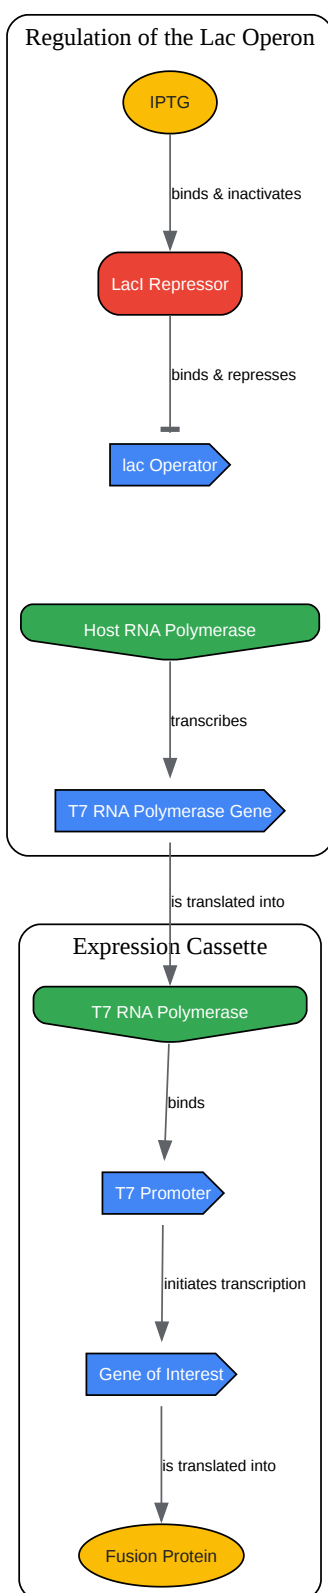 Regulation of the Lac Operon
IPTG
binds & inactivates
LacI Repressor
binds & represses
lac Operator
Host RNA Polymerase
transcribes
T7 RNA Polymerase Gene
is translated into
Expression Cassette
T7 RNA Polymerase
binds
T7 Promoter
initiates transcription
Gene of Interest
is translated into
Fusion Protein